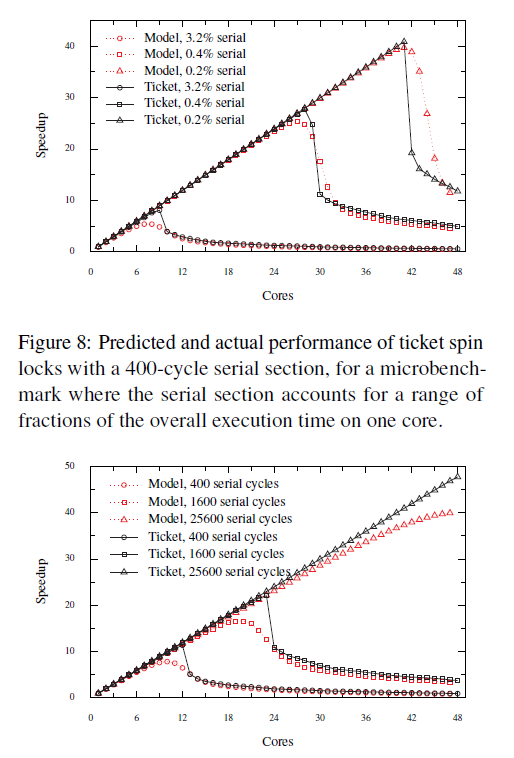 40
30
20
10
0
Speedup
Model, 3.2% serial
Model, 0.4% serial
Model, 0.2% serial
Ticket, 3.2% serial
Ticket, 0.4% serial
Ticket, 0.2% serial
0 6 12 18 24 30 36 42 48
Cores
Figure 8: Predicted and actual performance of ticket spin
locks with a 400-cycle serial section, for a microbench-
mark where the serial section accounts for a range of
fractions of the overall execution time on one core.
50
40
30
20
10
0
Speedup
Model, 400 serial cycles
Model, 1600 serial cycles
Model, 25600 serial cycles
Ticket, 400 serial cycles
Ticket, 1600 serial cycles
Ticket, 25600 serial cycles
0 6 12 18 24 30 36 42 48
Cores